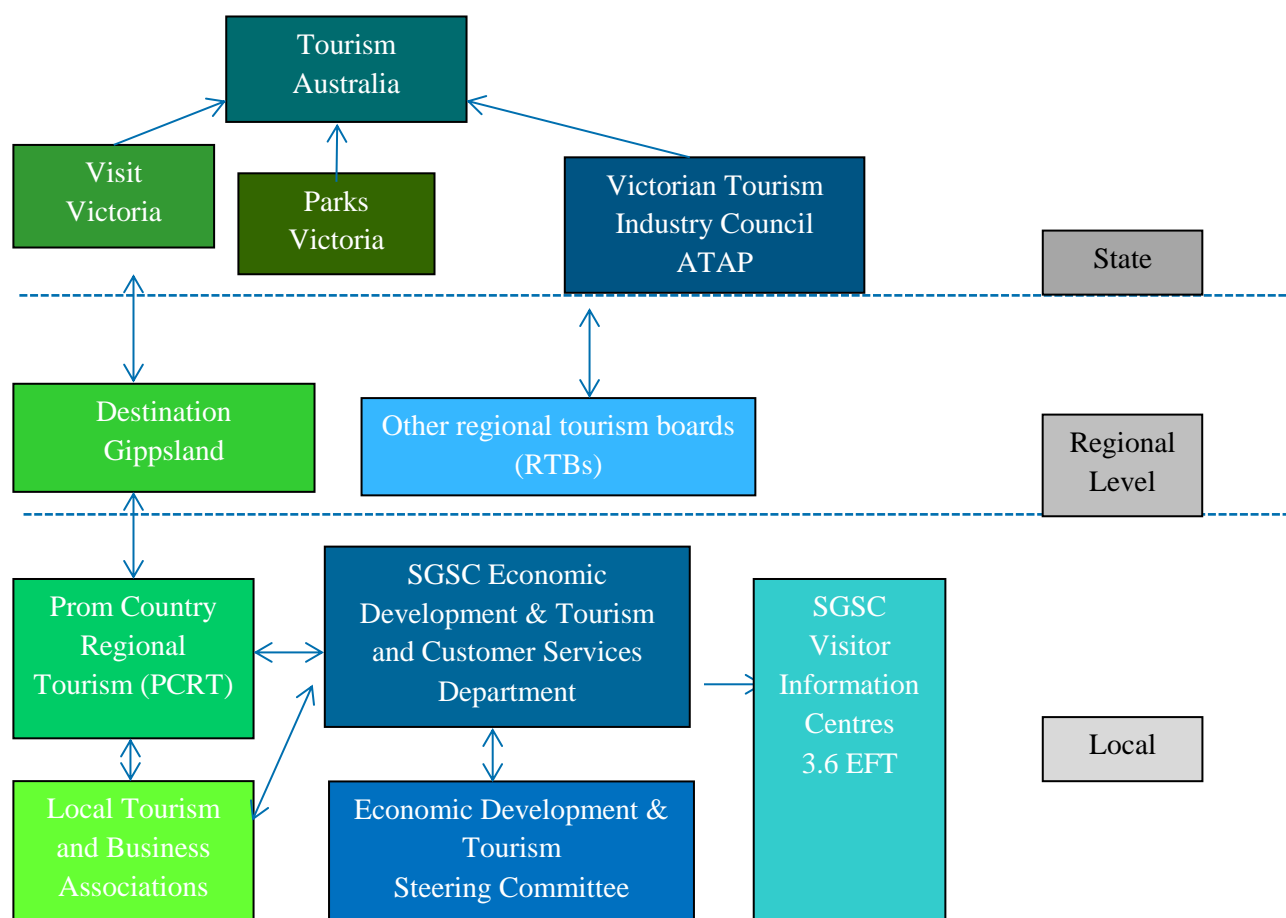 Tourism
Australia
Visit
Victoria
Parks
Victoria
Victorian Tourism
Industry Council
ATAP
State
Destination
Gippsland
Other regional tourism boards
(RTBs)
Regional
Level
Prom Country
Regional
Tourism (PCRT)
SGSC Economic
Development & Tourism
and Customer Services
Department
SGSC
Visitor
Information
Centres
3.6 EFT
Local
Local Tourism
and Business
Associations
Economic Development &
Tourism
Steering Committee